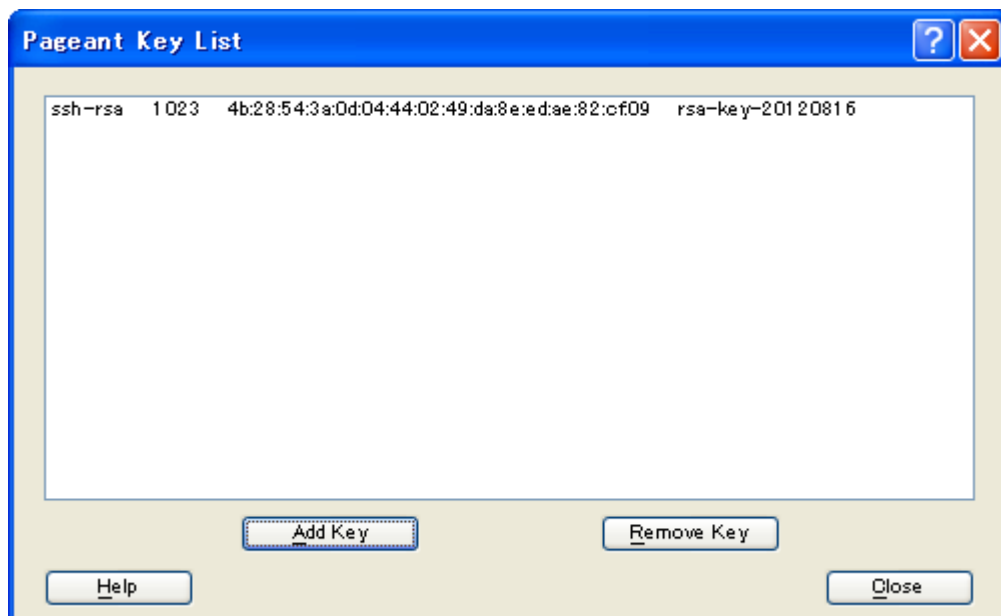 Pageant Key List
ssh-rsa 1023 4b:28:54:3a:0d:04:44:02:49:da:8e:ed:ae:82:cf:09 rsa-key-20120816
Add Key Remove Key
Help Close